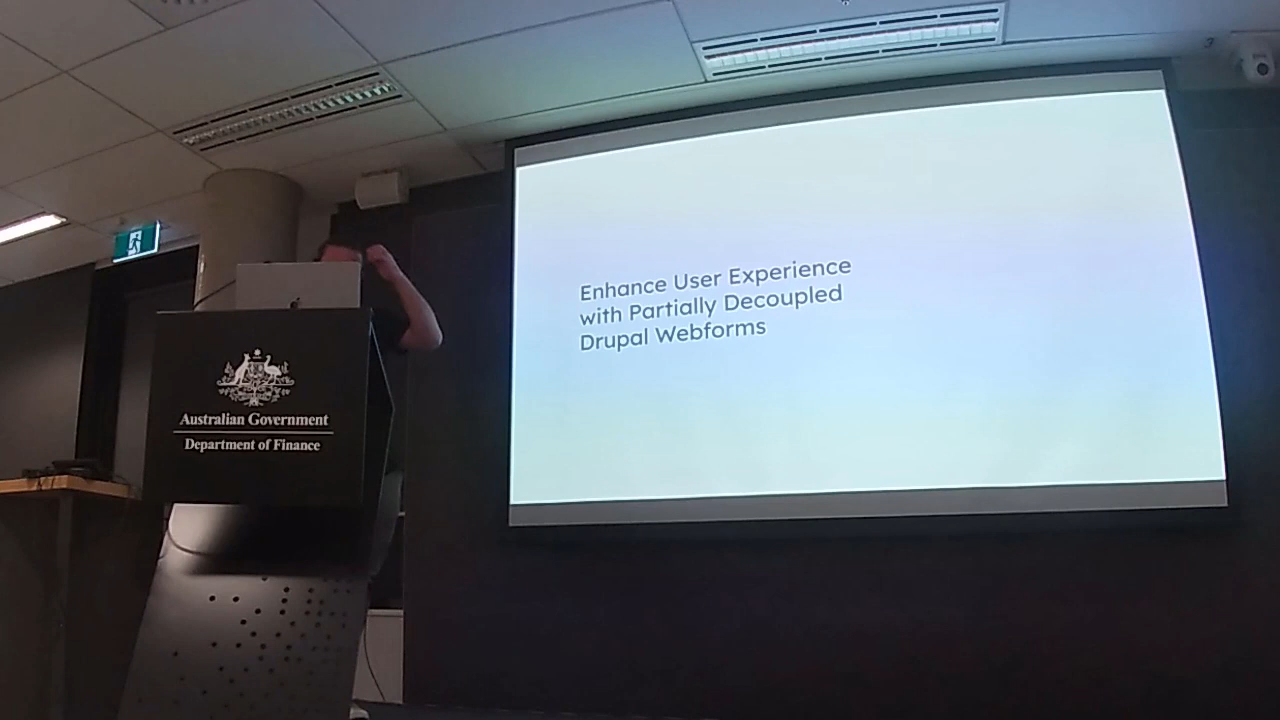 Enhance User Experience
with Partially Decoupled
Drupal Webforms
Australian Government
Department of Finance